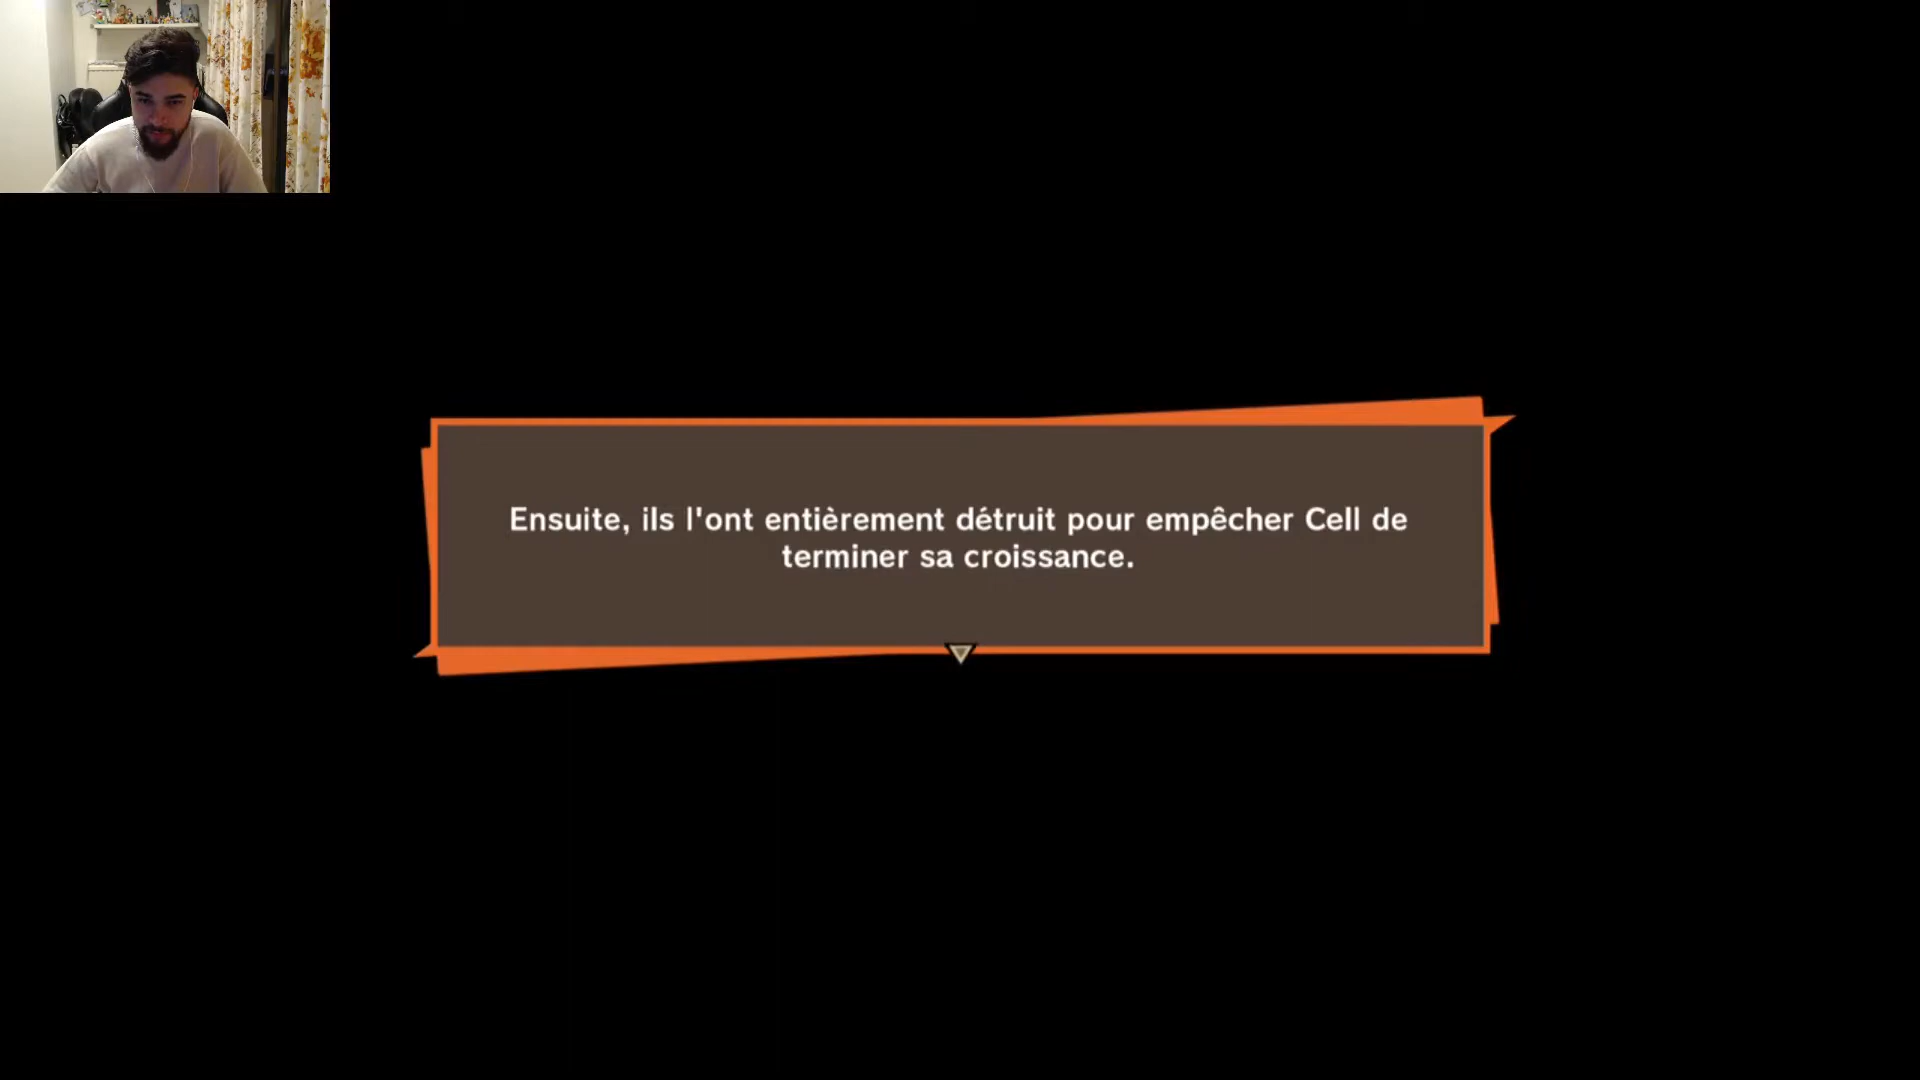 Ensuite, ils l'ont entièrement détruit pour empêcher Cell de
terminer sa croissance.